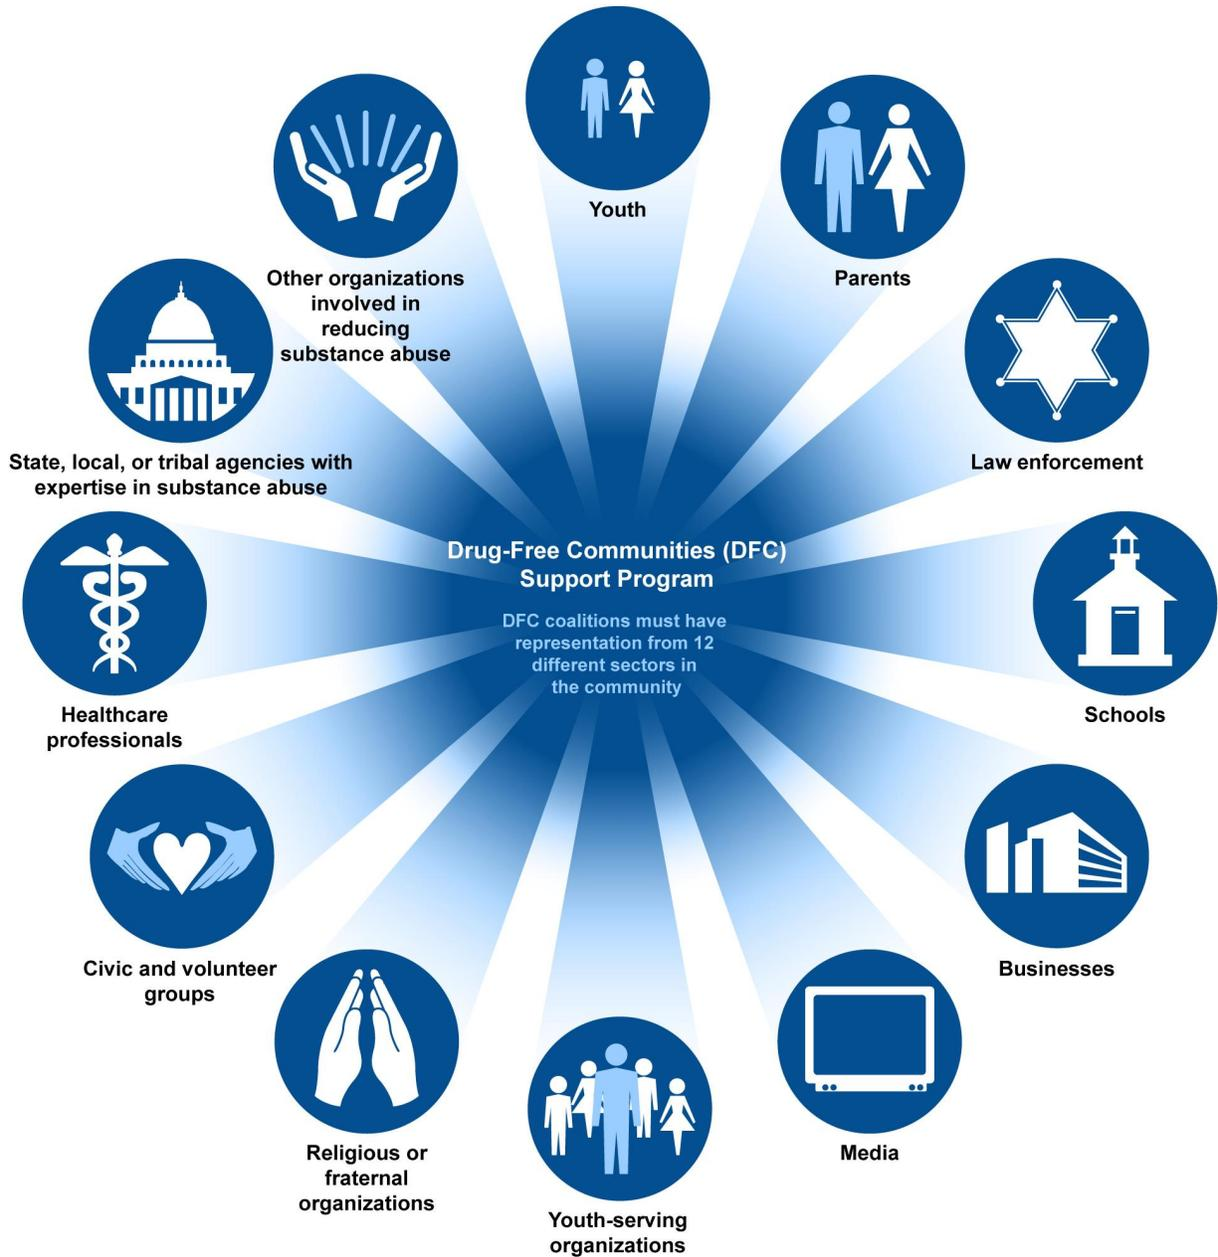 Youth
Parents
Law enforcement
Schools
Businesses
Media
Youth-serving
organizations
Religious or
fraternal
organizations
Civic and volunteer
groups
Healthcare
professionals
State, local, or tribal agencies with
expertise in substance abuse
Other organizations
involved in
reducing
substance abuse
Drug-Free Communities (DFC)
Support Program
DFC coalitions must have
representation from 12
different sectors in
the community